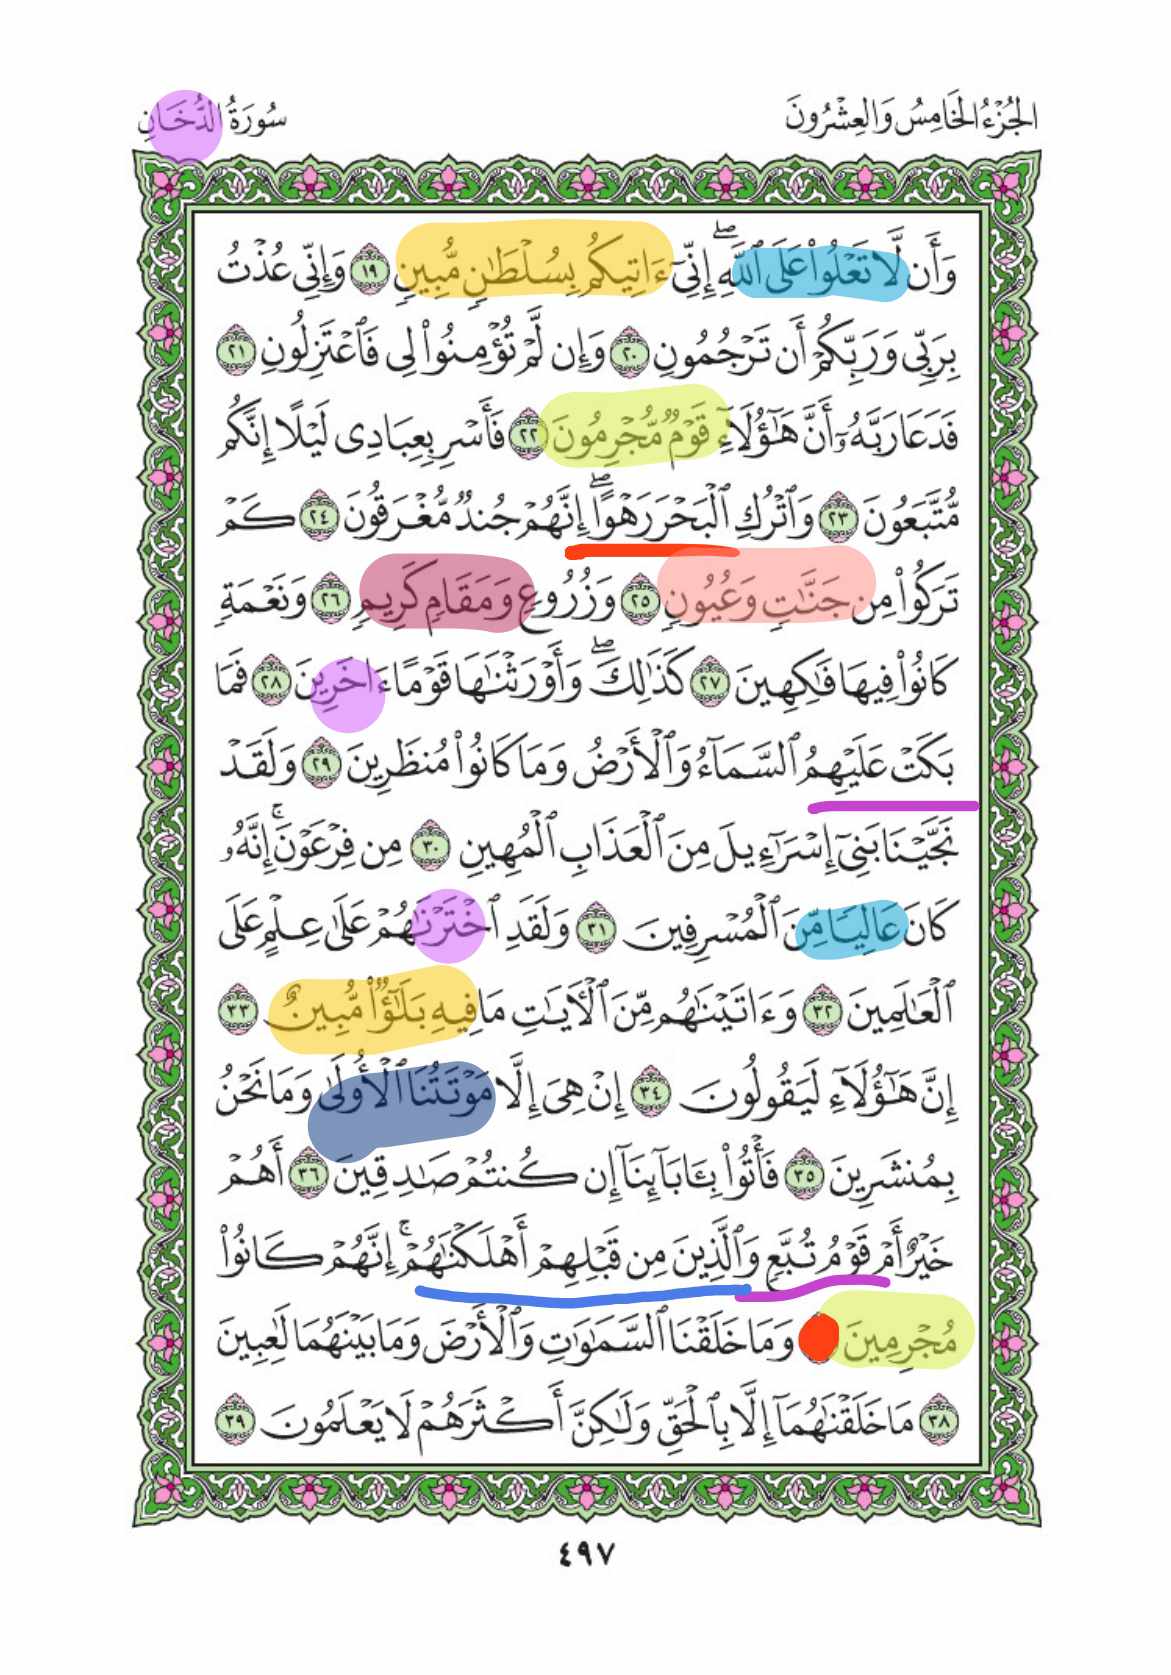 الجُزْءُ الخَامِسُ وَالعِشْرُونَ
سُورَةُ الدُّخَانِ
وَأَن لَّا تَعْلُوا۟ عَلَى ٱللَّهِ ۖ إِنِّىٓ ءَاتِيكُم بِسُلْطَـٰنٍ مُّبِينٍ ١٩ وَإِنِّى عُذْتُ
بِرَبِّى وَرَبِّكُمْ أَن تَرْجُمُونِ ٢٠ وَإِن لَّمْ تُؤْمِنُوا۟ لِى فَٱعْتَزِلُونِ ٢١
فَدَعَا رَبَّهُۥٓ أَنَّ هَـٰٓؤُلَآءِ قَوْمٌ مُّجْرِمُونَ ٢٢ فَأَسْرِ بِعِبَادِى لَيْلًا إِنَّكُم
مُّتَّبَعُونَ ٢٣ وَٱتْرُكِ ٱلْبَحْرَ رَهْوًا ۖ إِنَّهُمْ جُندٌ مُّغْرَقُونَ ٢٤ كَمْ
تَرَكُوا۟ مِن جَنَّـٰتٍ وَعُيُونٍ ٢٥ وَزُرُوعٍ وَمَقَامٍ كَرِيمٍ ٢٦ وَنَعْمَةٍ
كَانُوا۟ فِيهَا فَـٰكِهِينَ ٢٧ كَذَٰلِكَ ۖ وَأَوْرَثْنَـٰهَا قَوْمًا ءَاخَرِينَ ٢٨ فَمَا
بَكَتْ عَلَيْهِمُ ٱلسَّمَآءُ وَٱلْأَرْضُ وَمَا كَانُوا۟ مُنظَرِينَ ٢٩ وَلَقَدْ
نَجَّيْنَا بَنِىٓ إِسْرَٰٓءِيلَ مِنَ ٱلْعَذَابِ ٱلْمُهِينِ ٣٠ مِن فِرْعَوْنَ ۚ إِنَّهُۥ
كَانَ عَالِيًا مِّنَ ٱلْمُسْرِفِينَ ٣١ وَلَقَدِ ٱخْتَرْنَـٰهُمْ عَلَىٰ عِلْمٍ عَلَى
ٱلْعَـٰلَمِينَ ٣٢ وَءَاتَيْنَـٰهُم مِّنَ ٱلْـَٔايَـٰتِ مَا فِيهِ بَلَـٰٓؤٌا۟ مُّبِينٌ ٣٣
إِنَّ هَـٰٓؤُلَآءِ لَيَقُولُونَ ٣٤ إِنْ هِىَ إِلَّا مَوْتَتُنَا ٱلْأُولَىٰ وَمَا نَحْنُ
بِمُنشَرِينَ ٣٥ فَأْتُوا۟ بِـَٔابَآئِنَآ إِن كُنتُمْ صَـٰدِقِينَ ٣٦ أَهُمْ
خَيْرٌ أَمْ قَوْمُ تُبَّعٍ وَٱلَّذِينَ مِن قَبْلِهِمْ ۚ أَهْلَكْنَـٰهُمْ ۖ إِنَّهُمْ كَانُوا۟
مُجْرِمِينَ وَمَا خَلَقْنَا ٱلسَّمَـٰوَٰتِ وَٱلْأَرْضَ وَمَا بَيْنَهُمَا لَـٰعِبِينَ
٣٨ مَا خَلَقْنَـٰهُمَآ إِلَّا بِٱلْحَقِّ وَلَـٰكِنَّ أَكْثَرَهُمْ لَا يَعْلَمُونَ ٣٩
٤٩٧